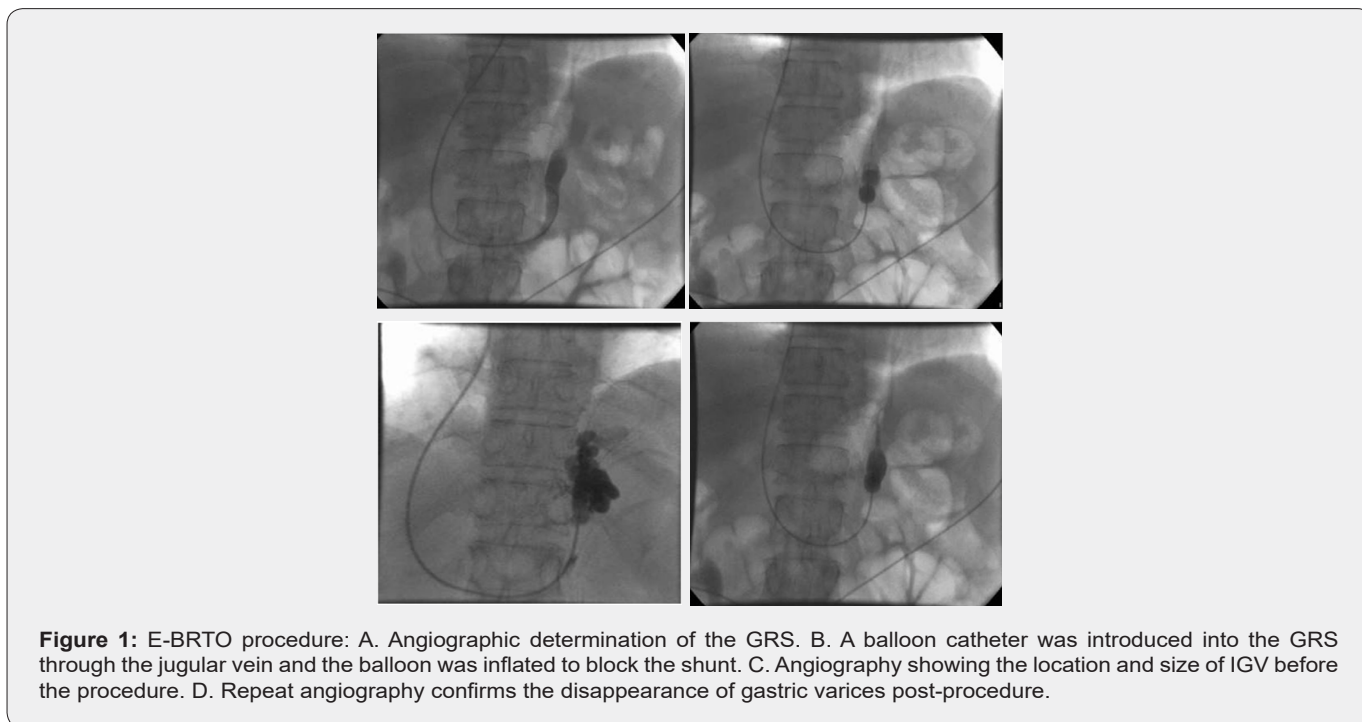 Figure 1: E-BRTO procedure: A. Angiographic determination of the GRS. B. A balloon catheter was introduced into the GRS
through the jugular vein and the balloon was inflated to block the shunt. C. Angiography showing the location and size of IGV before
the procedure. D. Repeat angiography confirms the disappearance of gastric varices post-procedure.